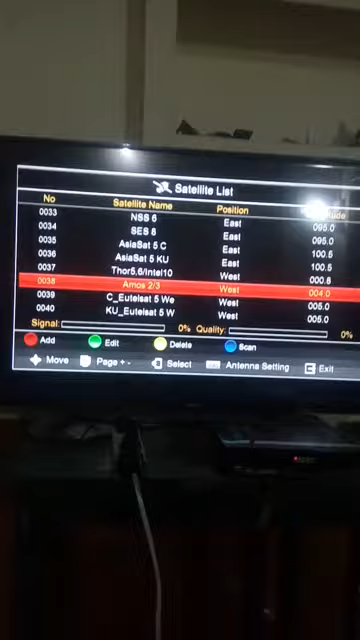 Satellite List
No Satellite Name Position
0033 NSS 6 East 095.0
0034 SES 8 East 095.0
0035 AsiaSat 5 C East 100.5
0036 AsiaSat 5 KU East 100.5
0037 Thor5,6/Intel10 West 000.8
0038 Amos 2/3 West 004.0
0039 C_Eutelsat 5 We West 005.0
0040 KU_Eutelsat 5 W West 005.0
Signal: 0% Quality: 0%
Add Edit Delete Scan
Move Page + - Select Antenna Setting Exit